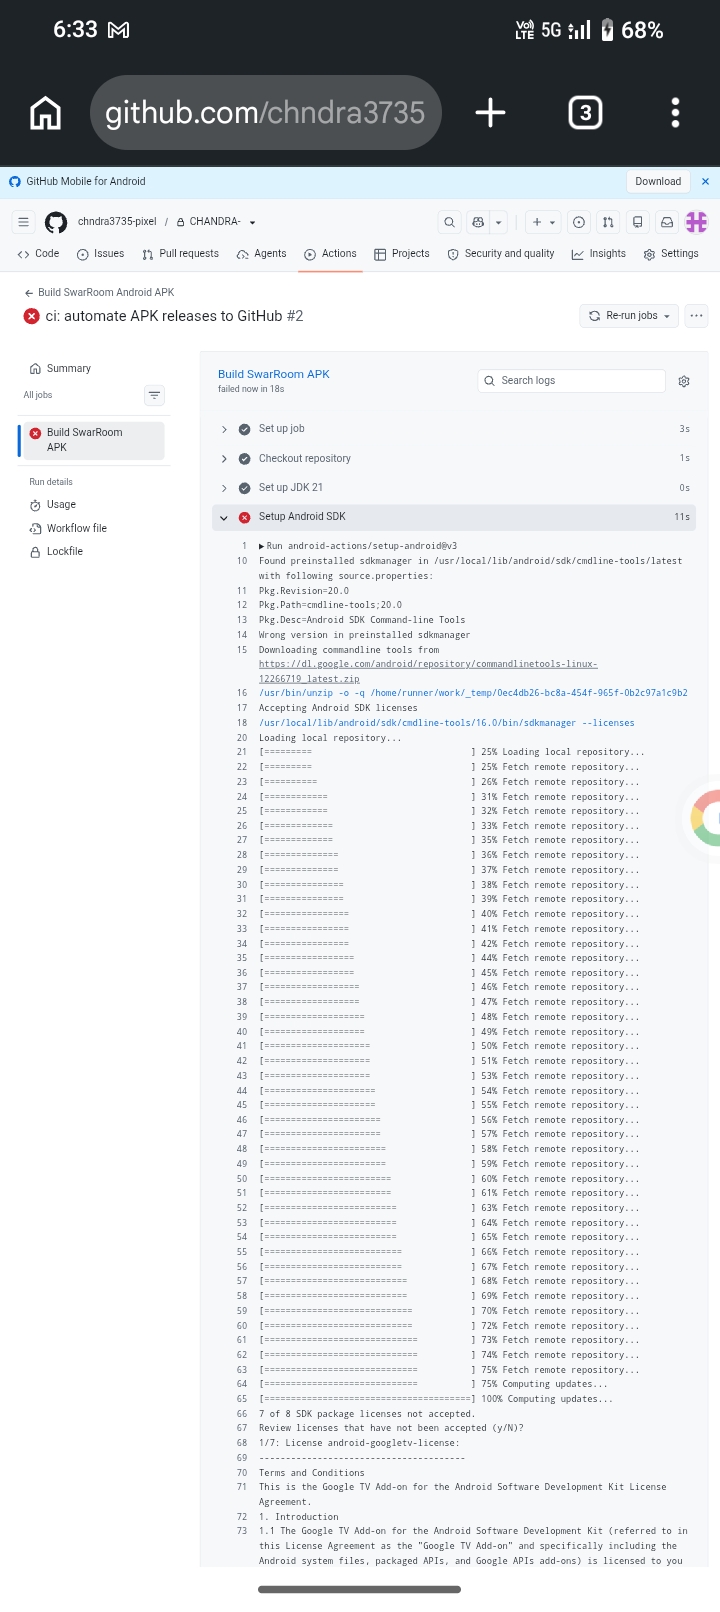 6:33
Vo) LTE 5G 68%
github.com/chndra3735
3
GitHub Mobile for Android Download
chndra3735-pixel / CHANDRA-
Code Issues Pull requests Agents Actions Projects Security and quality Insights Settings
Build SwarRoom Android APK
ci: automate APK releases to GitHub #2 Re-run jobs
Summary
All jobs
Build SwarRoom
APK
Run details
Usage
Workflow file
Lockfile
Build SwarRoom APK
failed now in 18s
Search logs
Set up job 3s
Checkout repository 1s
Set up JDK 21 0s
Setup Android SDK 11s
1 Run android-actions/setup-android@v3
10 Found preinstalled sdkmanager in /usr/local/lib/android/sdk/cmdline-tools/latest
with following source.properties:
11 Pkg.Revision=20.0
12 Pkg.Path=cmdline-tools;20.0
13 Pkg.Desc=Android SDK Command-line Tools
14 Wrong version in preinstalled sdkmanager
15 Downloading commandline tools from
https://dl.google.com/android/repository/commandlinetools-linux-
12266719_latest.zip
16 /usr/bin/unzip -o -q /home/runner/work/_temp/0ec4db26-bc8a-454f-965f-0b2c97a1c9b2
17 Accepting Android SDK licenses
18 /usr/local/lib/android/sdk/cmdline-tools/16.0/bin/sdkmanager --licenses
20 Loading local repository...
21 [========= ] 25% Loading local repository...
22 [========= ] 25% Fetch remote repository...
23 [========== ] 26% Fetch remote repository...
24 [============ ] 31% Fetch remote repository...
25 [============ ] 32% Fetch remote repository...
26 [============= ] 33% Fetch remote repository...
27 [============= ] 35% Fetch remote repository...
28 [============== ] 36% Fetch remote repository...
29 [============== ] 37% Fetch remote repository...
30 [=============== ] 38% Fetch remote repository...
31 [=============== ] 39% Fetch remote repository...
32 [================ ] 40% Fetch remote repository...
33 [================ ] 41% Fetch remote repository...
34 [================ ] 42% Fetch remote repository...
35 [================= ] 44% Fetch remote repository...
36 [================= ] 45% Fetch remote repository...
37 [================== ] 46% Fetch remote repository...
38 [================== ] 47% Fetch remote repository...
39 [=================== ] 48% Fetch remote repository...
40 [=================== ] 49% Fetch remote repository...
41 [==================== ] 50% Fetch remote repository...
42 [==================== ] 51% Fetch remote repository...
43 [==================== ] 53% Fetch remote repository...
44 [===================== ] 54% Fetch remote repository...
45 [===================== ] 55% Fetch remote repository...
46 [====================== ] 56% Fetch remote repository...
47 [====================== ] 57% Fetch remote repository...
48 [======================= ] 58% Fetch remote repository...
49 [======================= ] 59% Fetch remote repository...
50 [======================== ] 60% Fetch remote repository...
51 [======================== ] 61% Fetch remote repository...
52 [========================= ] 63% Fetch remote repository...
53 [========================= ] 64% Fetch remote repository...
54 [========================= ] 65% Fetch remote repository...
55 [========================== ] 66% Fetch remote repository...
56 [========================== ] 67% Fetch remote repository...
57 [=========================== ] 68% Fetch remote repository...
58 [=========================== ] 69% Fetch remote repository...
59 [============================ ] 70% Fetch remote repository...
60 [============================ ] 72% Fetch remote repository...
61 [============================= ] 73% Fetch remote repository...
62 [============================= ] 74% Fetch remote repository...
63 [============================= ] 75% Fetch remote repository...
64 [============================= ] 75% Computing updates...
65 [=======================================] 100% Computing updates...
66 7 of 8 SDK package licenses not accepted.
67 Review licenses that have not been accepted (y/N)?
68 1/7: License android-googletv-license:
69 ---------------------------------------
70 Terms and Conditions
71 This is the Google TV Add-on for the Android Software Development Kit License
Agreement.
72 1. Introduction
73 1.1 The Google TV Add-on for the Android Software Development Kit (referred to in
this License Agreement as the "Google TV Add-on" and specifically including the
Android system files, packaged APIs, and Google APIs add-ons) is licensed to you